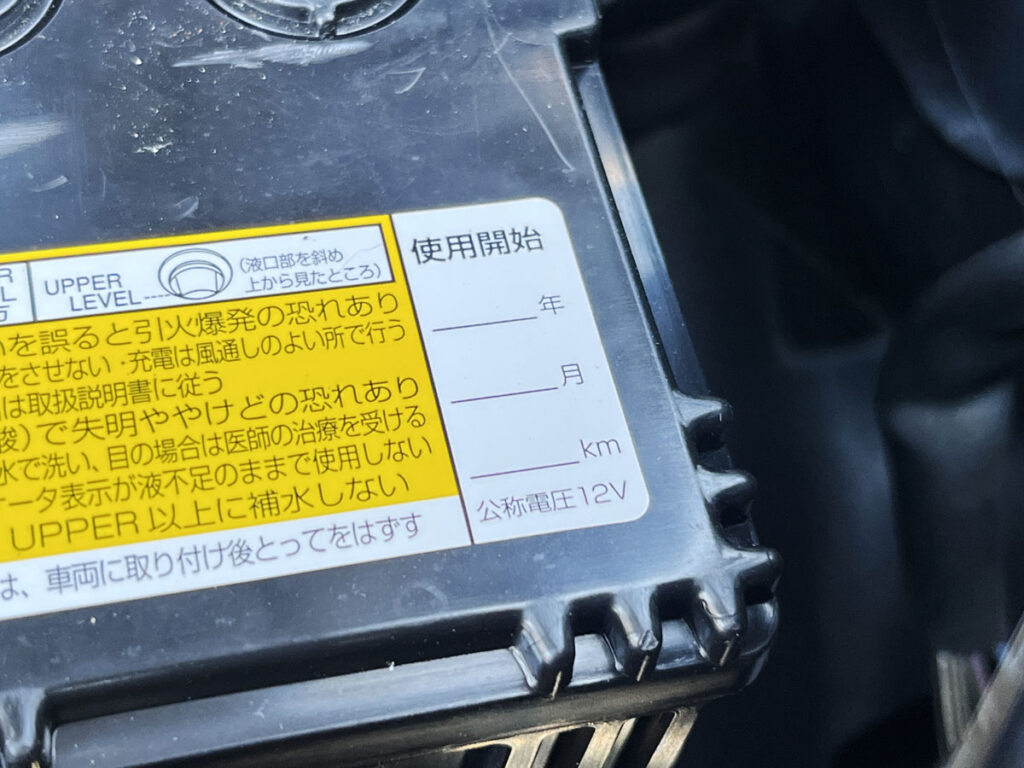 UPPER
LEVEL
(液口部を斜め
上から見たところ)
を誤ると引火爆発の恐れあり
をさせない・充電は風通しのよい所で行う
は取扱説明書に従う
で失明ややけどの恐れあり
水で洗い、目の場合は医師の治療を受ける
ータ表示が液不足のままで使用しない
UPPER以上に補水しない
は、車両に取り付け後とってをはずす
使用開始
年
月
km
公称電圧12V